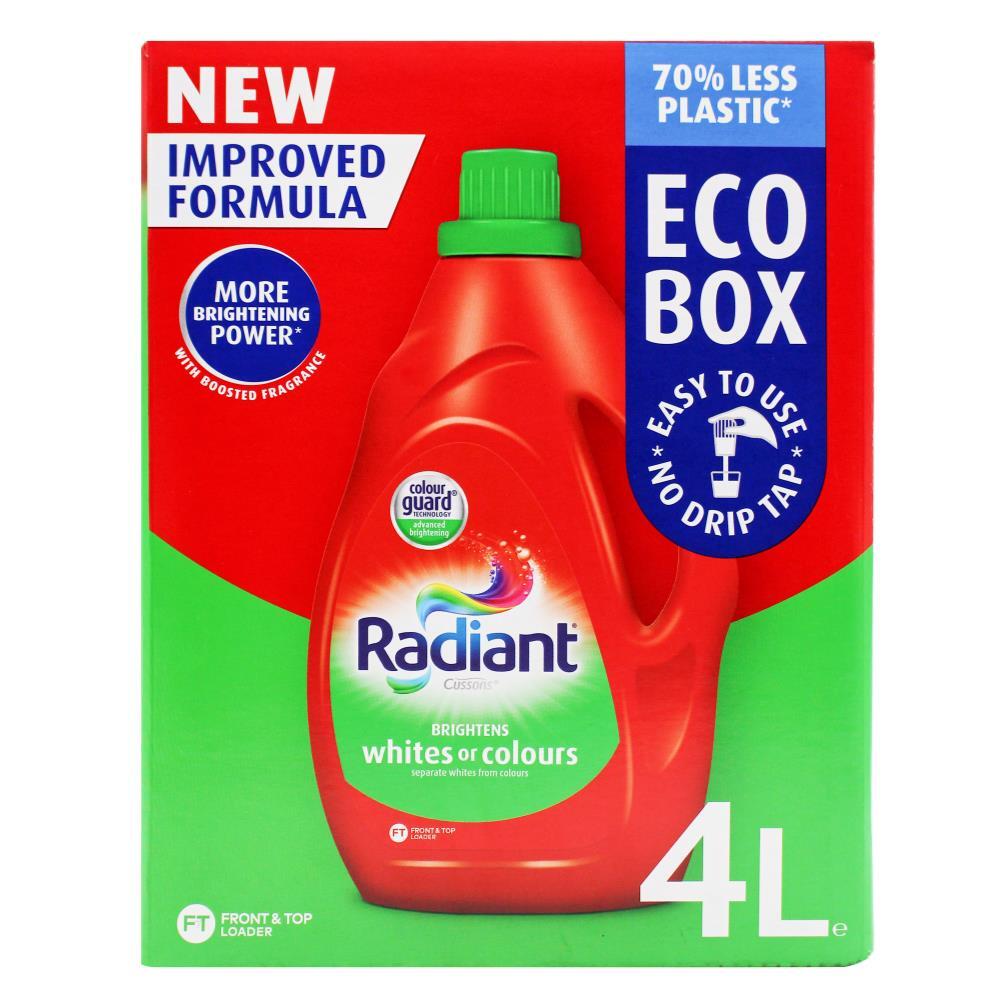 NEW
IMPROVED
FORMULA
MORE
BRIGHTENING
POWER*
WITH BOOSTED FRAGRANCE
70% LESS
PLASTIC*
ECO
BOX
* EASY TO USE *
NO DRIP TAP
colour
guard®
TECHNOLOGY
advanced
brightening
Radiant®
Cussons®
BRIGHTENS
whites or colours
separate whites from colours
FT FRONT & TOP
LOADER
4L e
FT FRONT & TOP
LOADER